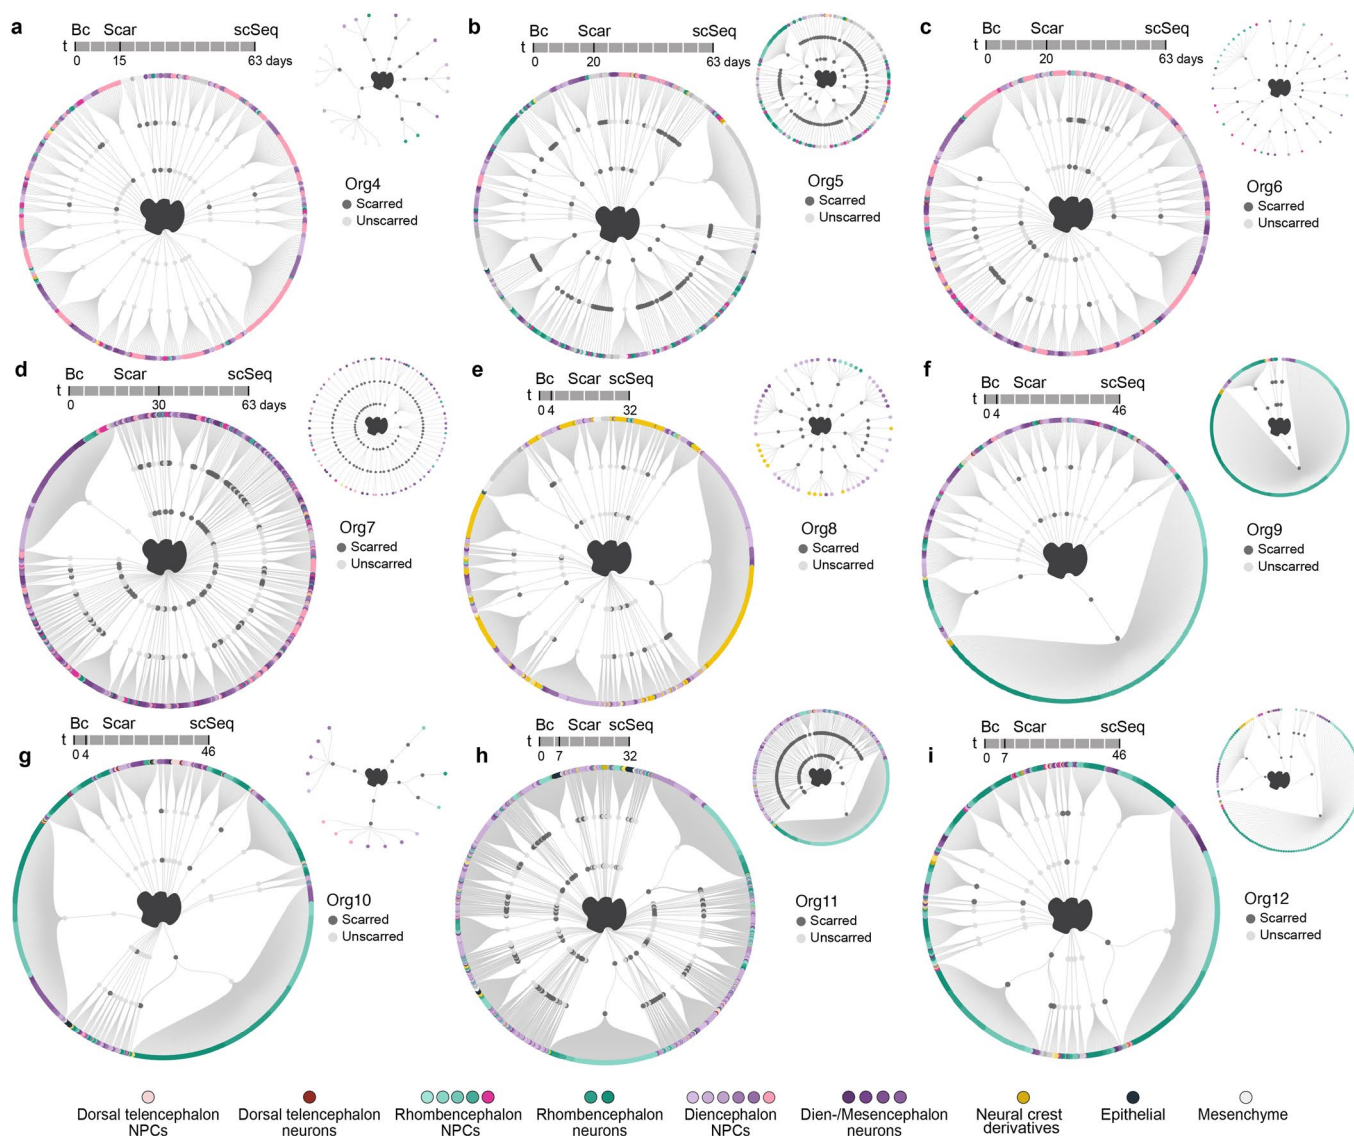 a
Bc Scar scSeq
t
0 15 63 days
Org4
Scarred
Unscarred
b
Bc Scar scSeq
t
0 20 63 days
Org5
Scarred
Unscarred
c
Bc Scar scSeq
t
0 20 63 days
Org6
Scarred
Unscarred
d
Bc Scar scSeq
t
0 30 63 days
Org7
Scarred
Unscarred
e
Bc Scar scSeq
t
0 4 32
Org8
Scarred
Unscarred
f
Bc Scar scSeq
t
0 4 46
Org9
Scarred
Unscarred
g
Bc Scar scSeq
t
0 4 46
Org10
Scarred
Unscarred
h
Bc Scar scSeq
t
0 7 32
Org11
Scarred
Unscarred
i
Bc Scar scSeq
t
0 7 46
Org12
Scarred
Unscarred
Dorsal telencephalon
NPCs
Dorsal telencephalon
neurons
Rhombencephalon
NPCs
Rhombencephalon
neurons
Diencephalon
NPCs
Dien-/Mesencephalon
neurons
Neural crest
derivatives
Epithelial
Mesenchyme